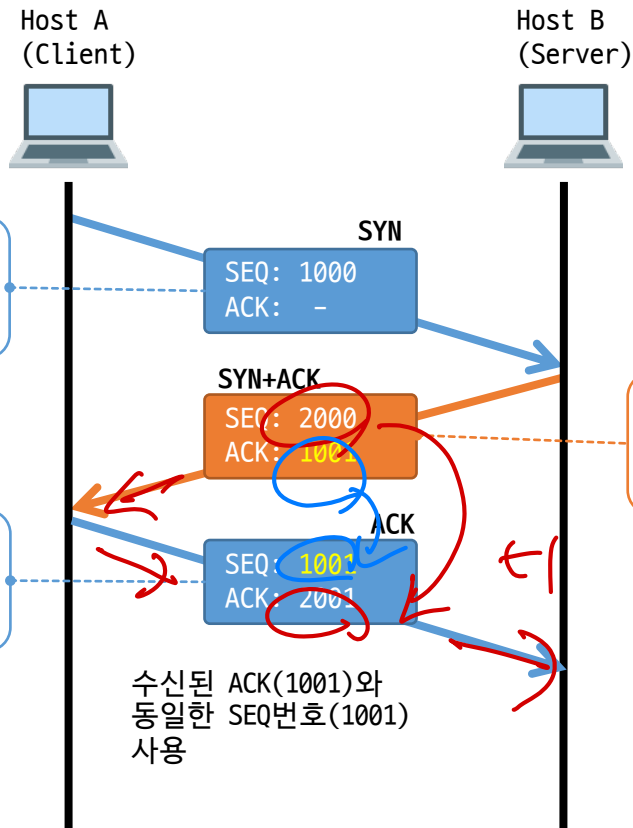 Host A
(Client)
Host B
(Server)
SYN
SEQ: 1000
ACK: –
SYN+ACK
SEQ: 2000
ACK: 1001
ACK
SEQ: 1001
ACK: 2001
+1
수신된 ACK(1001)와
동일한 SEQ번호(1001)
사용